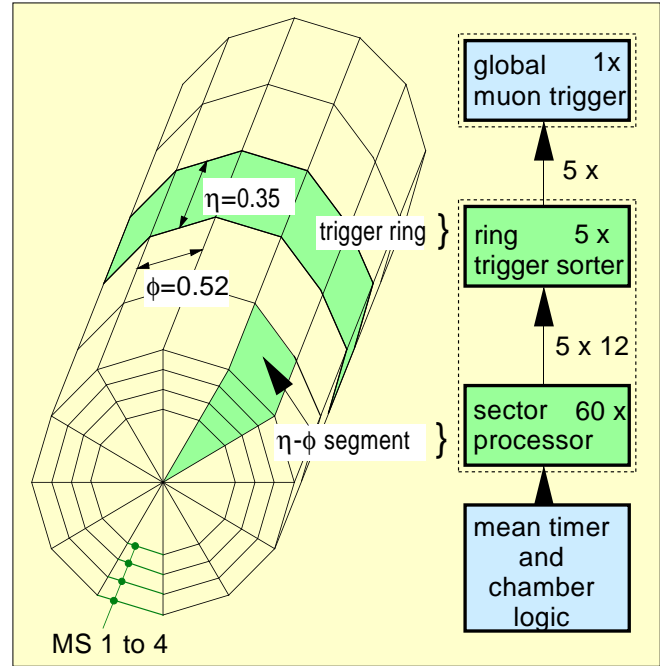 global 1x
muon trigger
5 x
η=0.35
trigger ring }
ring 5 x
trigger sorter
ϕ=0.52
5 x 12
η-ϕ segment }
sector 60 x
processor
mean timer
and
chamber
logic
MS 1 to 4